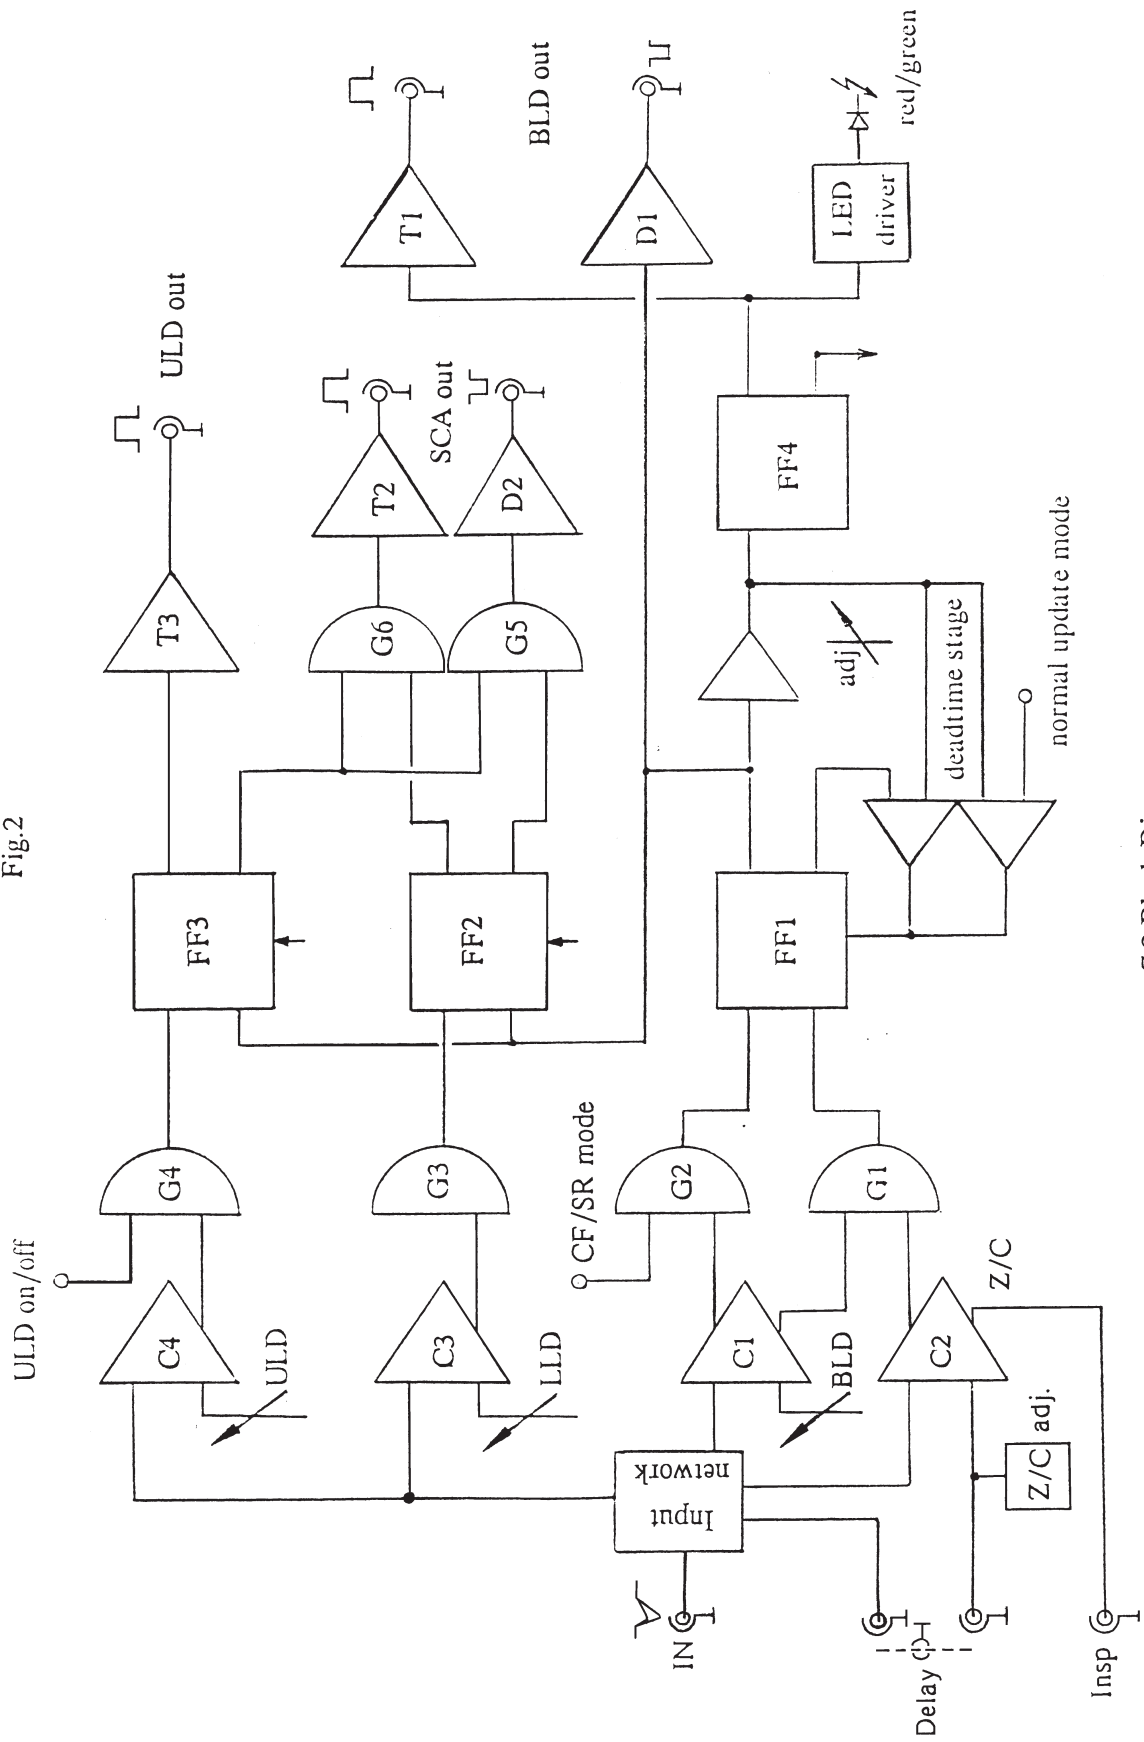 Fig.2
ULD on/off
G4
C4
ULD
FF3
T3
ULD out
C3
LLD
G3
FF2
G6
T2
SCA out
G5
D2
CF/SR mode
G2
C1
BLD
G1
C2
Z/C
Z/C adj.
Input
network
IN
Delay
Insp
FF1
adj
deadtime stage
normal update mode
FF4
T1
BLD out
D1
LED
driver
red/green